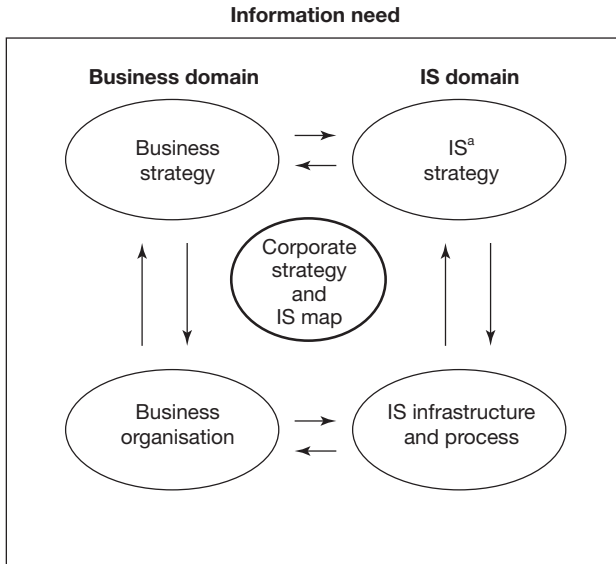 Information need
Business domain
IS domain
Business
strategy
ISᵃ
strategy
Corporate
strategy
and
IS map
Business
organisation
IS infrastructure
and process